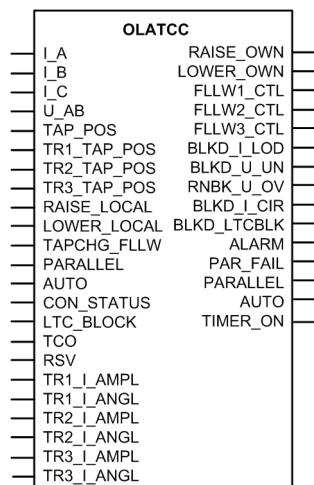 OLATCC
I_A RAISE_OWN
I_B LOWER_OWN
I_C FLLW1_CTL
U_AB FLLW2_CTL
TAP_POS FLLW3_CTL
TR1_TAP_POS BLKD_I_LOD
TR2_TAP_POS BLKD_U_UN
TR3_TAP_POS RNBK_U_OV
RAISE_LOCAL BLKD_I_CIR
LOWER_LOCAL BLKD_LTCBLK
TAPCHG_FLLW ALARM
PARALLEL PAR_FAIL
AUTO PARALLEL
CON_STATUS AUTO
LTC_BLOCK TIMER_ON
TCO
RSV
TR1_I_AMPL
TR1_I_ANGL
TR2_I_AMPL
TR2_I_ANGL
TR3_I_AMPL
TR3_I_ANGL